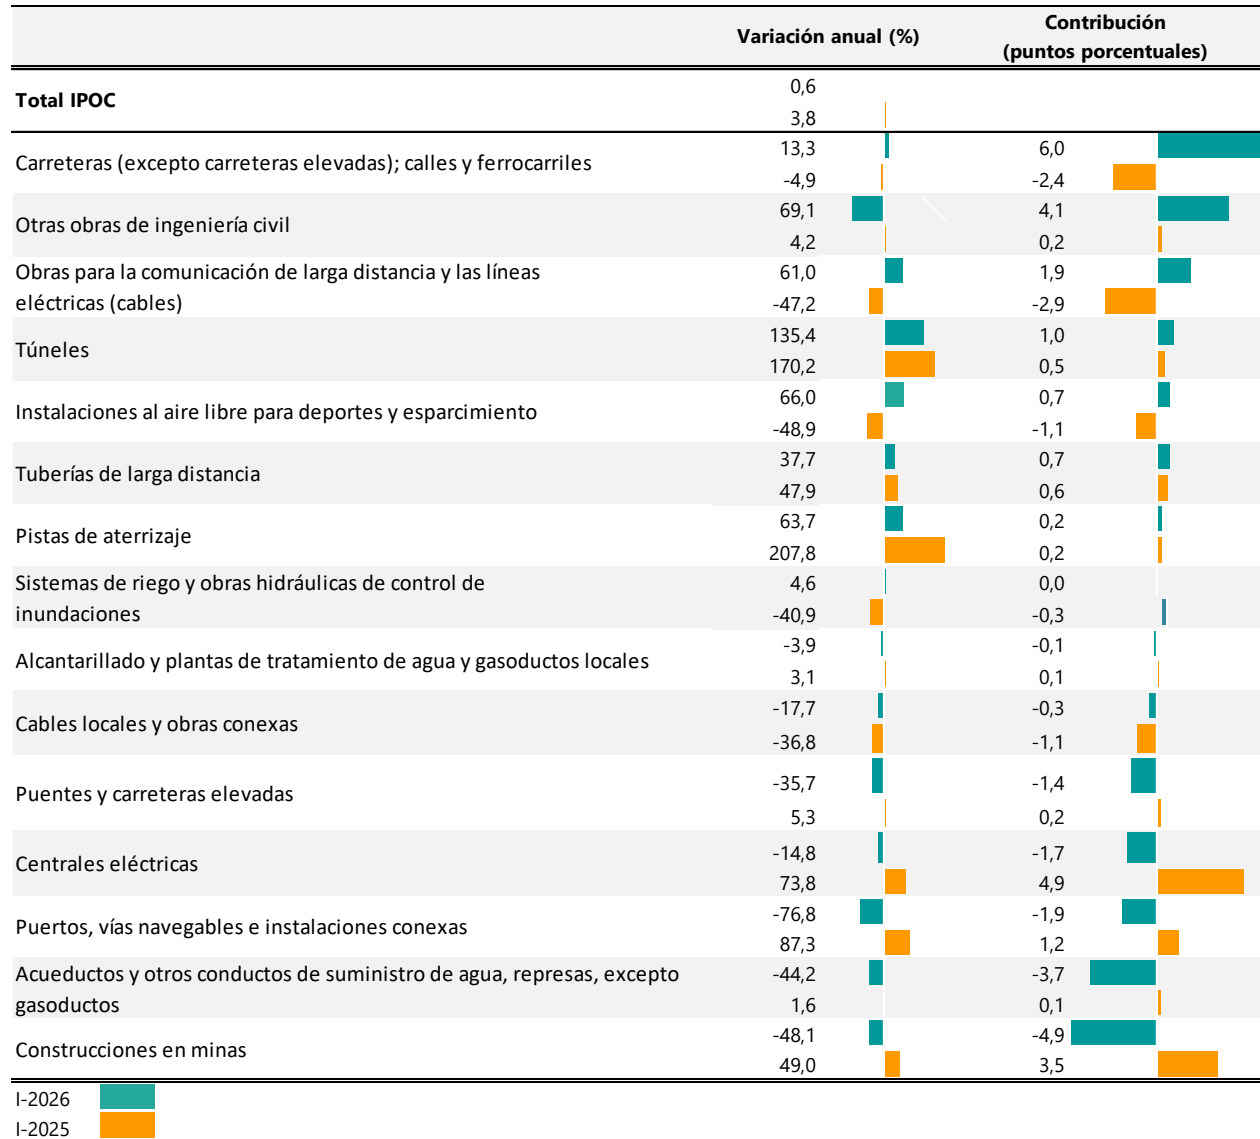 Variación anual (%)
Contribución
(puntos porcentuales)
Total IPOC
0,6
3,8
Carreteras (excepto carreteras elevadas); calles y ferrocarriles
13,3 6,0
-4,9 -2,4
Otras obras de ingeniería civil
69,1 4,1
4,2 0,2
Obras para la comunicación de larga distancia y las líneas
eléctricas (cables)
61,0 1,9
-47,2 -2,9
Túneles
135,4 1,0
170,2 0,5
Instalaciones al aire libre para deportes y esparcimiento
66,0 0,7
-48,9 -1,1
Tuberías de larga distancia
37,7 0,7
47,9 0,6
Pistas de aterrizaje
63,7 0,2
207,8 0,2
Sistemas de riego y obras hidráulicas de control de
inundaciones
4,6 0,0
-40,9 -0,3
Alcantarillado y plantas de tratamiento de agua y gasoductos locales
-3,9 -0,1
3,1 0,1
Cables locales y obras conexas
-17,7 -0,3
-36,8 -1,1
Puentes y carreteras elevadas
-35,7 -1,4
5,3 0,2
Centrales eléctricas
-14,8 -1,7
73,8 4,9
Puertos, vías navegables e instalaciones conexas
-76,8 -1,9
87,3 1,2
Acueductos y otros conductos de suministro de agua, represas, excepto
gasoductos
-44,2 -3,7
1,6 0,1
Construcciones en minas
-48,1 -4,9
49,0 3,5
I-2026
I-2025